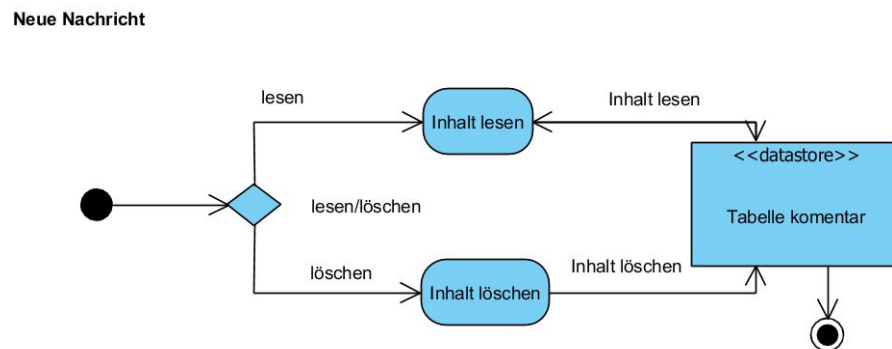 Neue Nachricht
lesen
Inhalt lesen
Inhalt lesen
<<datastore>>
Tabelle komentar
lesen/löschen
löschen
Inhalt löschen
Inhalt löschen